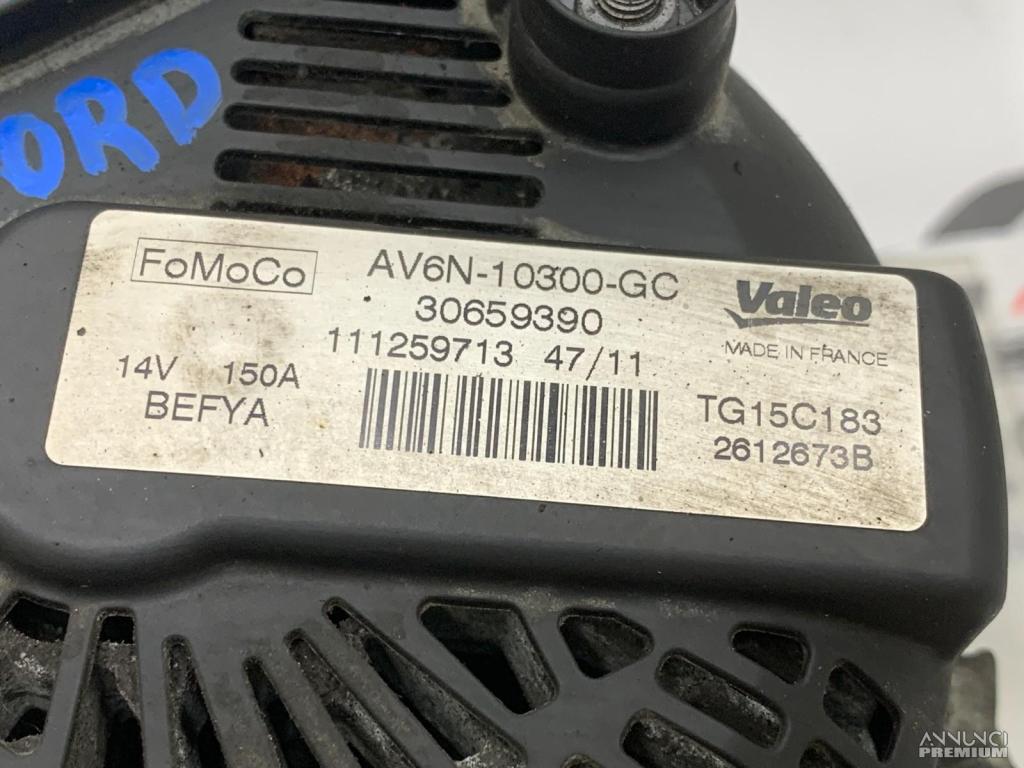 ORD
FoMoCo
AV6N-10300-GC
30659390
111259713 47/11
14V 150A
BEFYA
Valeo
MADE IN FRANCE
TG15C183
2612673B
ANNUNCI
PREMIUM